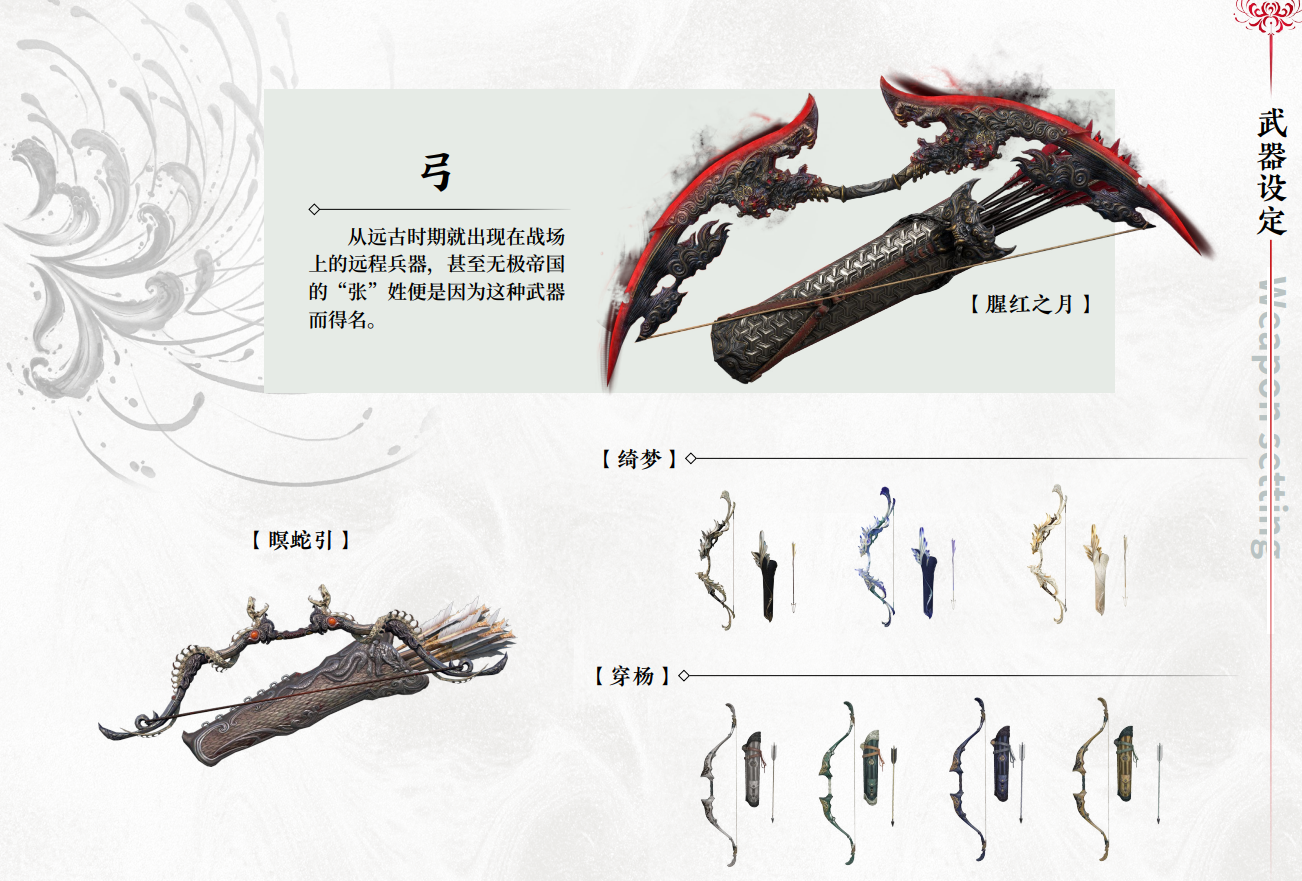 武器设定
Weapon setting
弓
从远古时期就出现在战场
上的远程兵器，甚至无极帝国
的“张”姓便是因为这种武器
而得名。
【腥红之月】
【绮梦】
【瞑蛇引】
【穿杨】